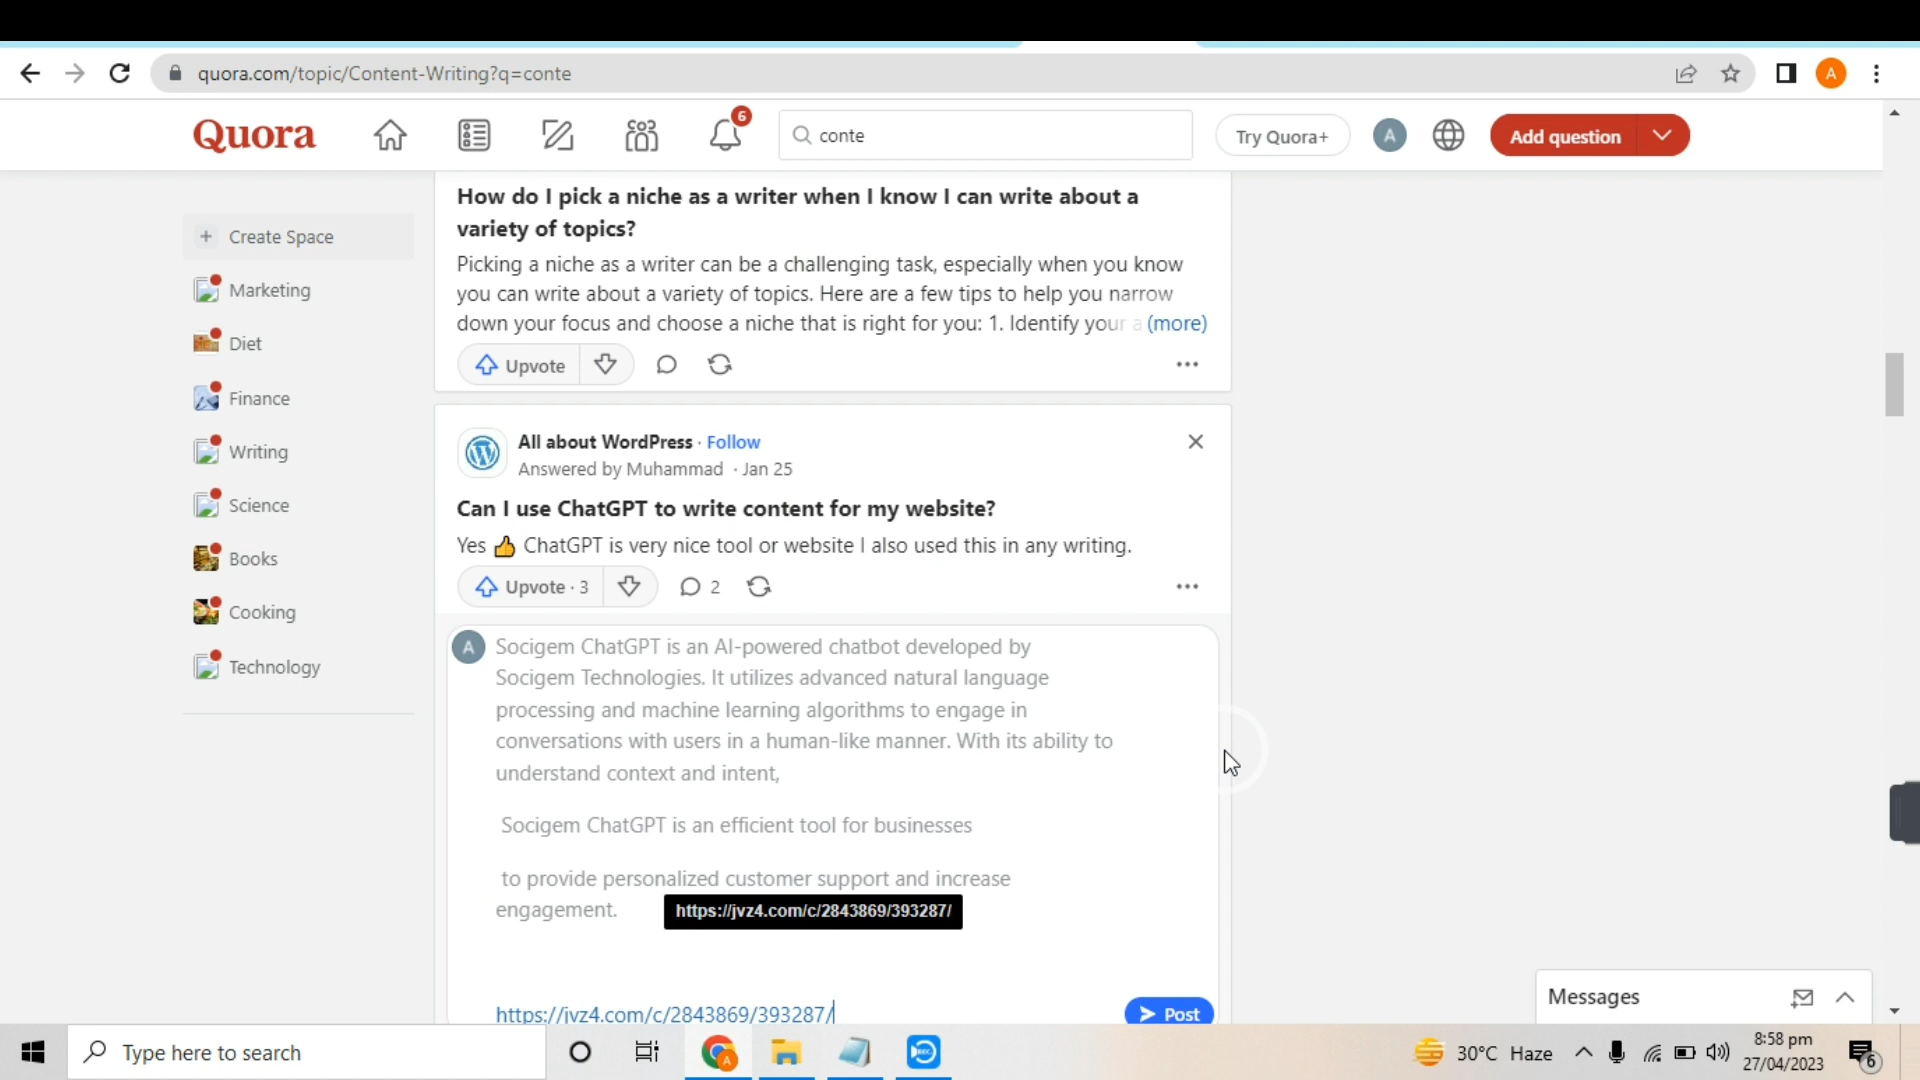 quora.com/topic/Content-Writing?q=conte
A
Quora
6
conte
Try Quora+
A
Add question
How do I pick a niche as a writer when I know I can write about a
variety of topics?
Picking a niche as a writer can be a challenging task, especially when you know
you can write about a variety of topics. Here are a few tips to help you narrow
down your focus and choose a niche that is right for you: 1. Identify your a (more)
Upvote
+ Create Space
Marketing
Diet
Finance
Writing
Science
Books
Cooking
Technology
All about WordPress · Follow
Answered by Muhammad · Jan 25
Can I use ChatGPT to write content for my website?
Yes 👍 ChatGPT is very nice tool or website I also used this in any writing.
Upvote · 3
2
A
Socigem ChatGPT is an AI-powered chatbot developed by
Socigem Technologies. It utilizes advanced natural language
processing and machine learning algorithms to engage in
conversations with users in a human-like manner. With its ability to
understand context and intent,
Socigem ChatGPT is an efficient tool for businesses
to provide personalized customer support and increase
engagement.
https://jvz4.com/c/2843869/393287/
https://jvz4.com/c/2843869/393287/
Post
Messages
Type here to search
A
REC
30°C Haze
8:58 pm
27/04/2023
6